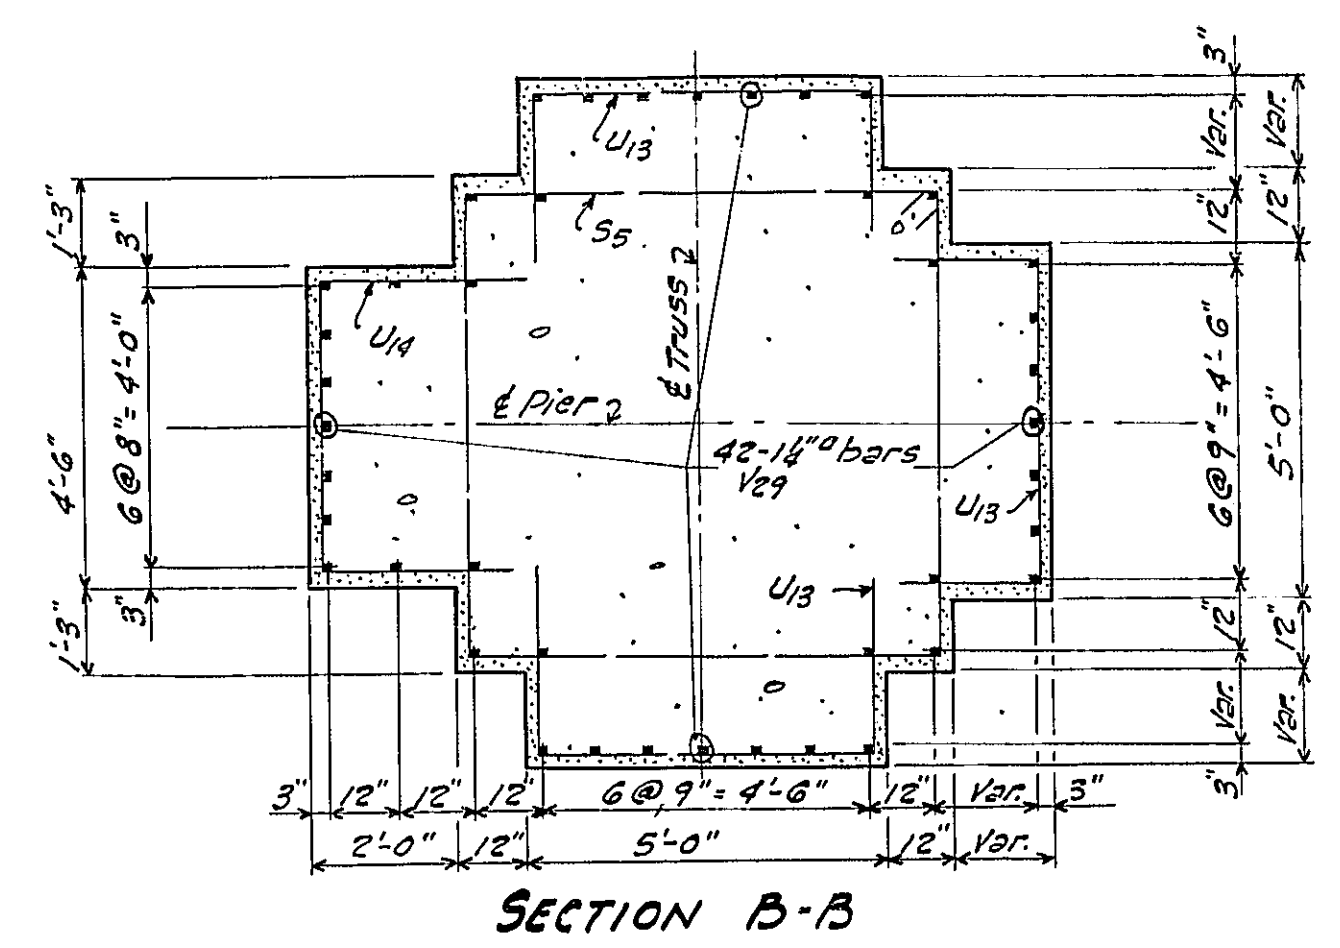 3"
Var.
Var.
12"
12"
U13
S5
d'
1'-3"
3"
U14
℄ Truss
℄ Pier
42-1¼"□ bars
V29
6 @ 8" = 4'-0"
4'-6"
6 @ 9" = 4'-6"
5'-0"
U13
U13
3"
1'-3"
12"
12"
Var.
Var.
3"
3" 12" 12" 12" 6 @ 9" = 4'-6" 12" Var. 3"
2'-0" 12" 5'-0" 12" Var.
SECTION B-B